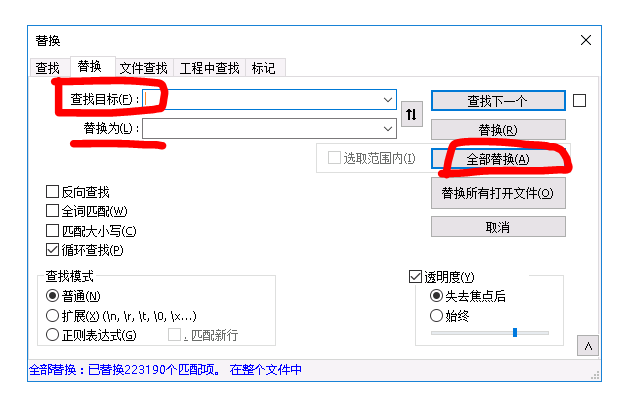 替换
查找 替换 文件查找 工程中查找 标记
查找目标(F)： 查找下一个
替换为(L)： 替换(R)
选取范围内(I) 全部替换(A)
替换所有打开文件(O)
取消
反向查找
全词匹配(W)
匹配大小写(C)
循环查找(P)
查找模式
普通(N)
扩展(X) (\n, \r, \t, \0, \x...)
正则表达式(G) . 匹配新行
透明度(Y)
失去焦点后
始终
全部替换：已替换223190个匹配项。 在整个文件中